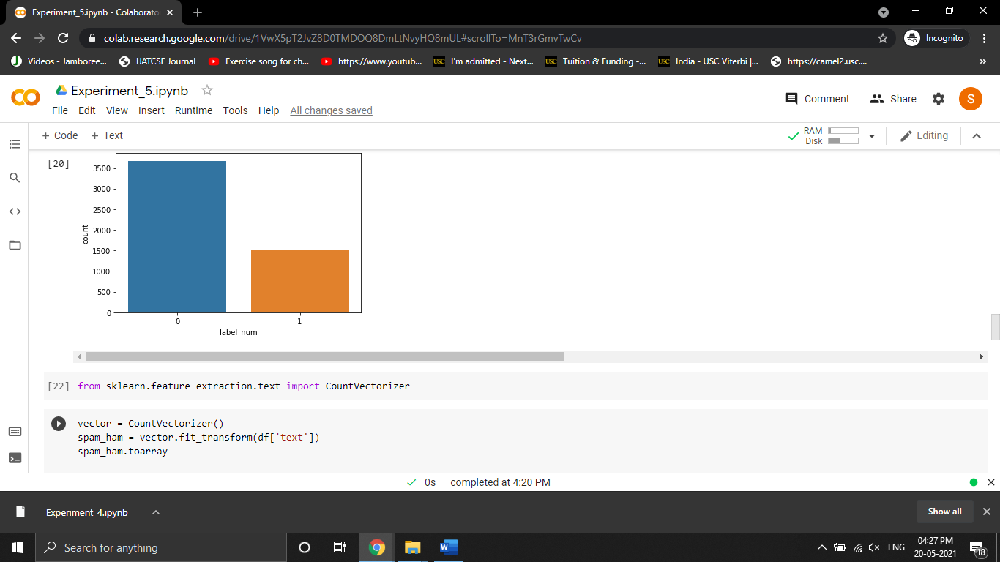 Experiment_5.ipynb - Colaborato
colab.research.google.com/drive/1VwX5pT2JvZ8D0TMDOQ8DmLtNvyHQ8mUL#scrollTo=MnT3rGmvTwCv
Incognito
Videos - Jamboree...
IJATCSE Journal
Exercise song for ch...
https://www.youtub...
USC I'm admitted - Next...
USC Tuition & Funding -...
USC India - USC Viterbi |...
https://camel2.usc....
»
Experiment_5.ipynb
Comment
Share
S
File Edit View Insert Runtime Tools Help All changes saved
+ Code + Text
RAM
Disk
Editing
[20]
3500
3000
2500
2000
1500
1000
500
0
count
0 1
label_num
[22] from sklearn.feature_extraction.text import CountVectorizer
vector = CountVectorizer()
spam_ham = vector.fit_transform(df['text'])
spam_ham.toarray
0s completed at 4:20 PM
Experiment_4.ipynb
Show all
Search for anything
W
ENG
04:27 PM
20-05-2021
18